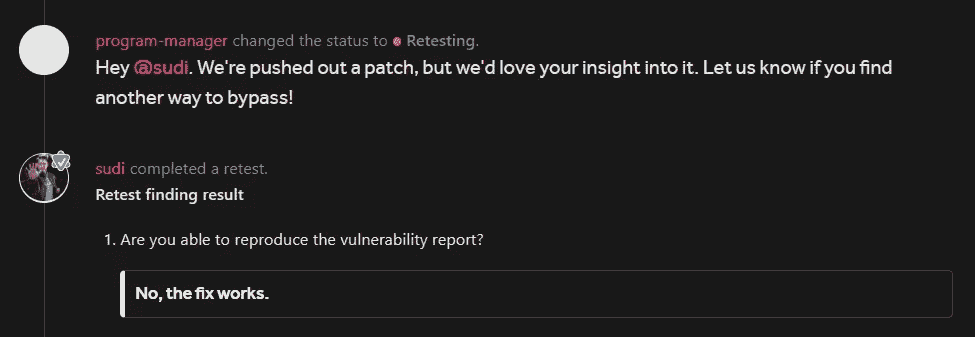 program-manager changed the status to Retesting.
Hey @sudi. We're pushed out a patch, but we'd love your insight into it. Let us know if you find
another way to bypass!
sudi completed a retest.
Retest finding result
1. Are you able to reproduce the vulnerability report?
No, the fix works.